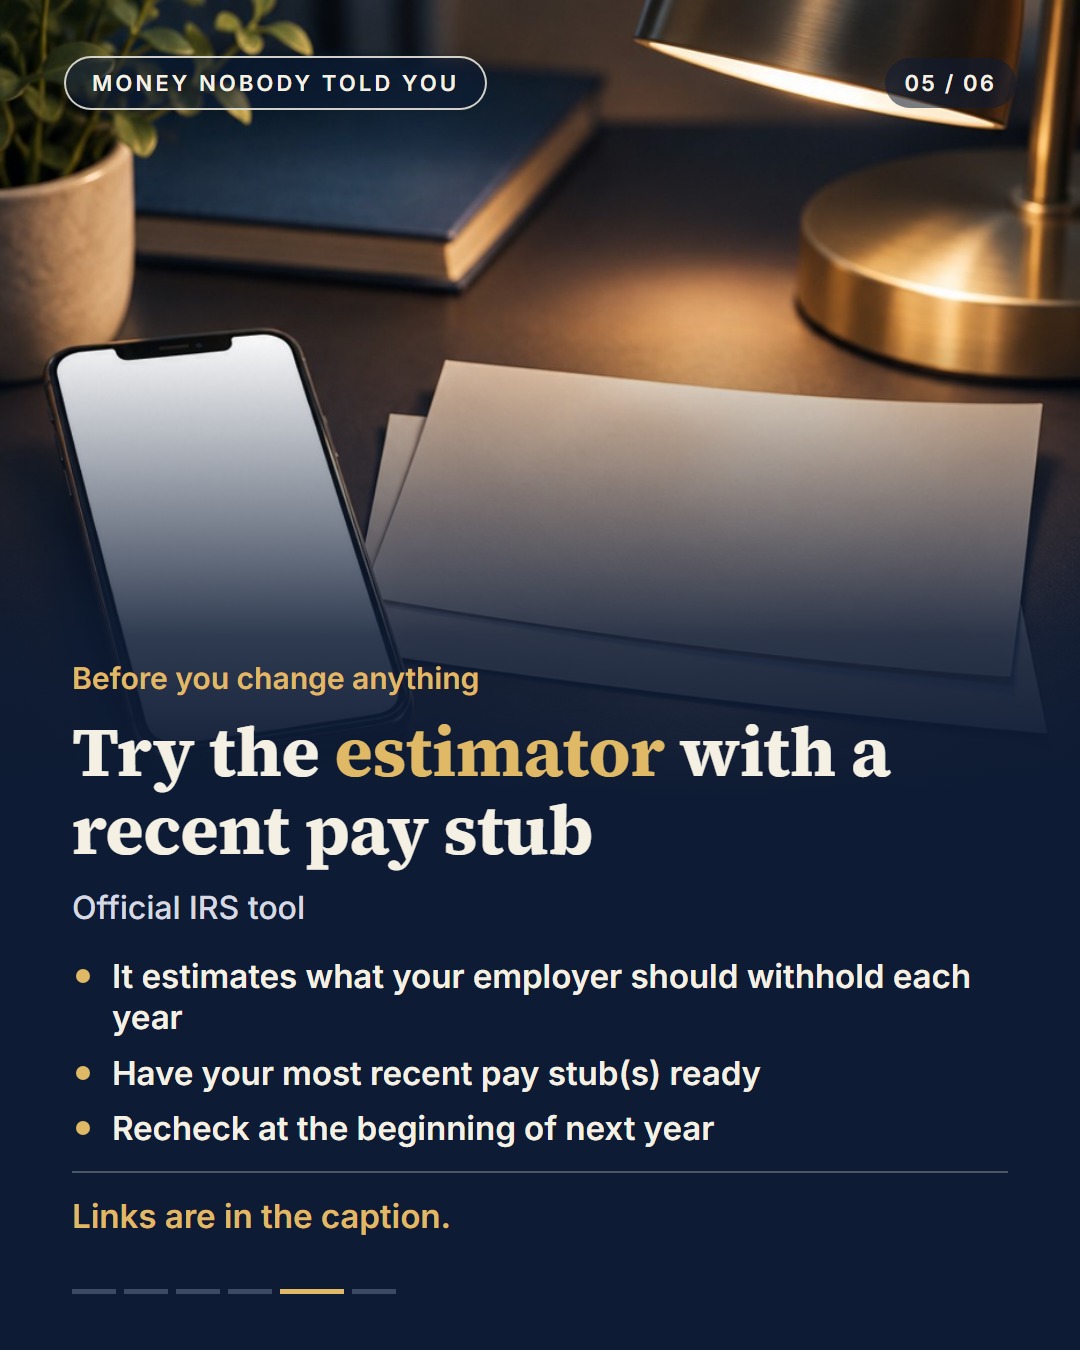 MONEY NOBODY TOLD YOU
05 / 06
Before you change anything
Try the estimator with a
recent pay stub
Official IRS tool
It estimates what your employer should withhold each
year
Have your most recent pay stub(s) ready
Recheck at the beginning of next year
Links are in the caption.